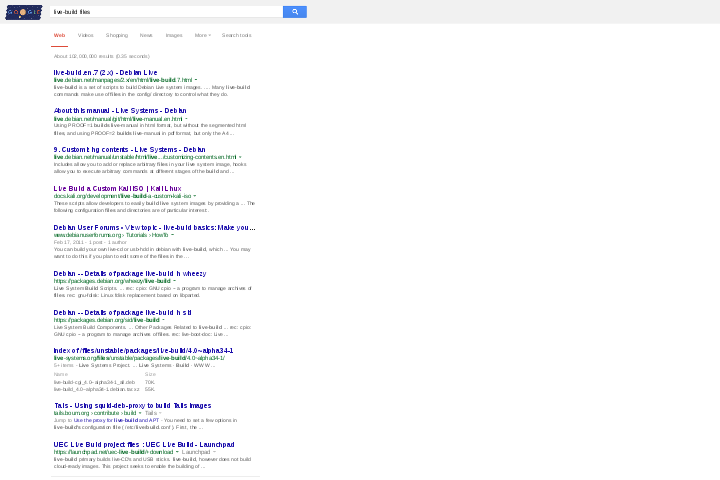 GOOGLE
live-build files
Web Videos Shopping News Images More Search tools
About 102,600,000 results (0.35 seconds)
live-build.en.7 (2.x) - Debian Live
live.debian.net/manpages/2.x/en/html/live-build.7.html
live-build is a set of scripts to build Debian Live system images. ... Many live-build
commands make use of files in the config/ directory to control what they do.
About this manual - Live Systems - Debian
live.debian.net/manual/git/html/live-manual.en.html
Using PROOF=1 builds live-manual in html format, but without the segmented html
files, and using PROOF=2 builds live-manual in pdf format, but only the A4 ...
9. Customizing contents - Live Systems - Debian
live.debian.net/manual/unstable/html/live.../customizing-contents.en.html
Includes allow you to add or replace arbitrary files in your live system image, hooks
allow you to execute arbitrary commands at different stages of the build and ...
Live Build a Custom Kali ISO | Kali Linux
docs.kali.org/development/live-build-a-custom-kali-iso
These scripts allow developers to easily build live system images by providing a ... The
following configuration files and directories are of particular interest .
Debian User Forums • View topic - live-build basics: Make you ...
www.debianuserforums.org › Tutorials › HowTo
Feb 17, 2011 - 1 post - 1 author
You can build your own live-cd or usb-hdd in debian with live-build, which ... You may
want to do this if you plan to edit some of the files in the ...
Debian -- Details of package live-build in wheezy
https://packages.debian.org/wheezy/live-build
Live System Build Scripts. ... rec: cpio: GNU cpio -- a program to manage archives of
files. rec: gnu-fdisk: Linux fdisk replacement based on libparted.
Debian -- Details of package live-build in sid
https://packages.debian.org/sid/live-build
Live System Build Components. ... Other Packages Related to live-build ... rec: cpio:
GNU cpio -- a program to manage archives of files. rec: live-boot-doc: Live ...
Index of /files/unstable/packages/live-build/4.0~alpha34-1
live-systems.org/files/unstable/packages/live-build/4.0~alpha34-1/
5+ items - Live Systems Project, ... Live Systems · Build · WWW ...
Name Size
live-build-cgi_4.0~alpha34-1_all.deb 70K
live-build_4.0~alpha34-1.debian.tar.xz 55K
Tails - Using squid-deb-proxy to build Tails images
tails.boum.org › contribute › build Tails
Jump to Use the proxy for live-build and APT - You need to set a few options in
live-build's configuration file (/etc/live/build.conf ). First, the ...
UEC Live Build project files : UEC Live Build - Launchpad
https://launchpad.net/uec-live-build/+download Launchpad
live-build primary builds live-CDs and USB sticks, live-build, however does not build
cloud-ready images. This project seeks to enable the building of ...